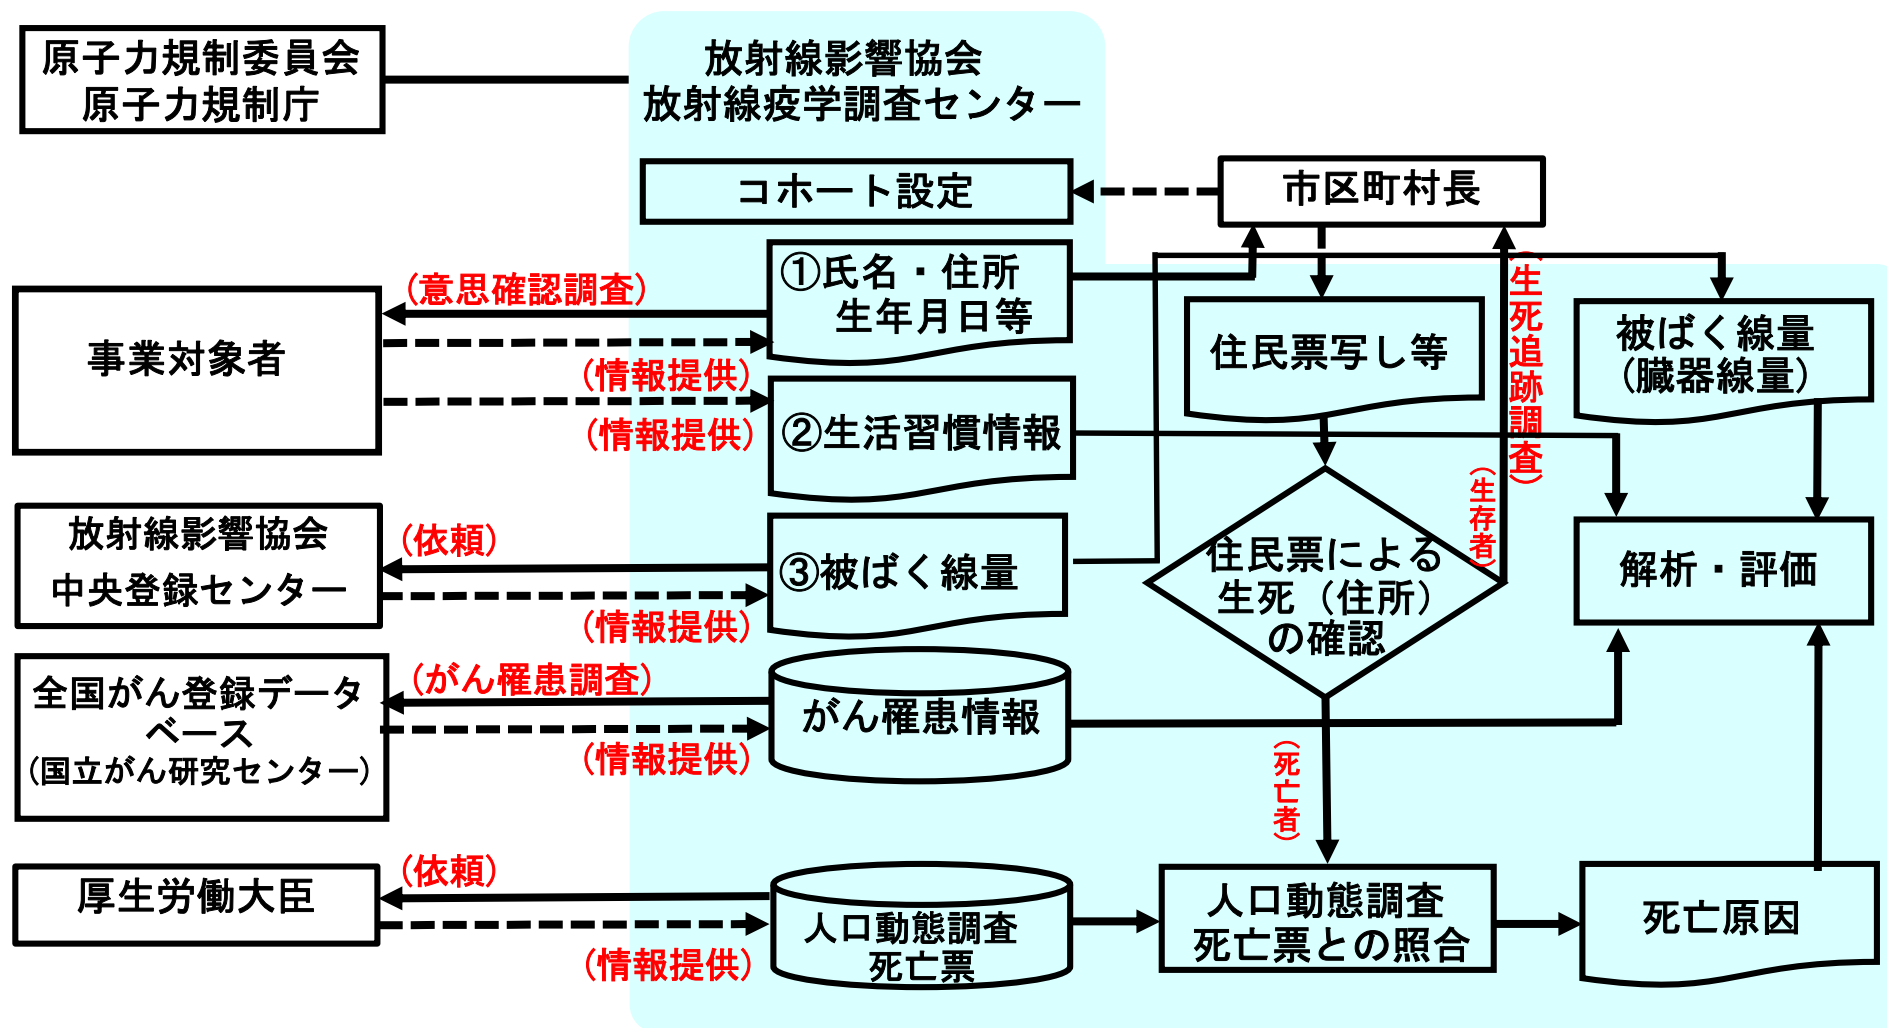 原子力規制委員会
原子力規制庁
放射線影響協会
放射線疫学調査センター
コホート設定
市区町村長
①氏名・住所
生年月日等
(意思確認調査)
事業対象者
(情報提供)
(情報提供)
②生活習慣情報
住民票写し等
(生死追跡調査)
被ばく線量
(臓器線量)
放射線影響協会
中央登録センター
(依頼)
(情報提供)
③被ばく線量
住民票による
生死(住所)
の確認
(生存者)
解析・評価
全国がん登録データ
ベース
(国立がん研究センター)
(がん罹患調査)
(情報提供)
がん罹患情報
(死亡者)
厚生労働大臣
(依頼)
(情報提供)
人口動態調査
死亡票
人口動態調査
死亡票との照合
死亡原因